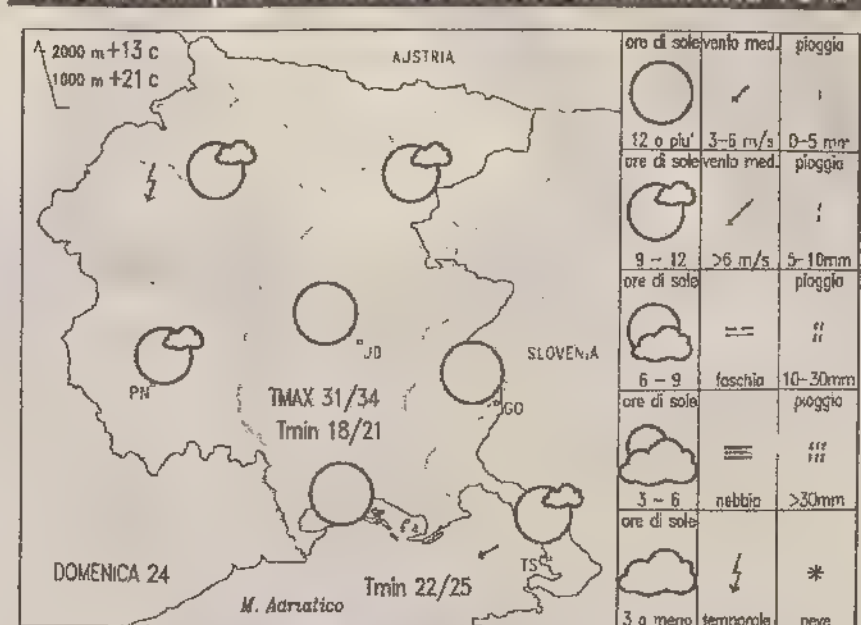 2000 m +13 c
1000 m +21 c
AUSTRIA
SLOVENIA
UD
PN
GO
TS
TMAX 31/34
Tmin 18/21
Tmin 22/25
DOMENICA 24
M. Adriatico
ore di sole vento med. pioggia
12 o piu' 3-6 m/s 0-5 mm
ore di sole vento med. pioggia
9 - 12 >6 m/s 5-10mm
ore di sole pioggia
6 - 9 foschia 10-30mm
ore di sole pioggia
3 - 6 nebbia >30mm
ore di sole
3 o meno temporale neve